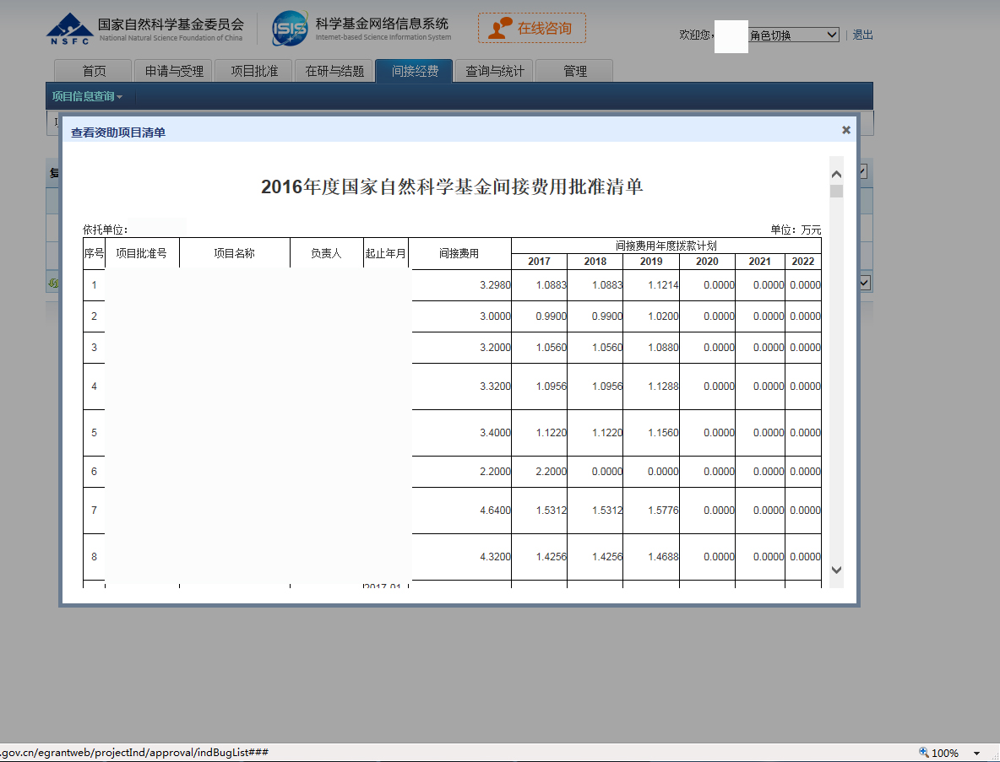 国家自然科学基金委员会
National Natural Science Foundation of China
NSFC
ISIS
科学基金网络信息系统
Internet-based Science Information System
在线咨询
欢迎您,
角色切换
退出
首页 申请与受理 项目批准 在研与结题 间接经费 查询与统计 管理
项目信息查询
查看资助项目清单
2016年度国家自然科学基金间接费用批准清单
依托单位: 单位:万元
序号 项目批准号 项目名称 负责人 起止年月 间接费用 间接费用年度拨款计划
2017 2018 2019 2020 2021 2022
1 3.2980 1.0883 1.0883 1.1214 0.0000 0.0000 0.0000
2 3.0000 0.9900 0.9900 1.0200 0.0000 0.0000 0.0000
3 3.2000 1.0560 1.0560 1.0880 0.0000 0.0000 0.0000
4 3.3200 1.0956 1.0956 1.1288 0.0000 0.0000 0.0000
5 3.4000 1.1220 1.1220 1.1560 0.0000 0.0000 0.0000
6 2.2000 2.2000 0.0000 0.0000 0.0000 0.0000 0.0000
7 4.6400 1.5312 1.5312 1.5776 0.0000 0.0000 0.0000
8 4.3200 1.4256 1.4256 1.4688 0.0000 0.0000 0.0000
2017.01
.gov.cn/egrantweb/projectInd/approval/indBugList###
100%